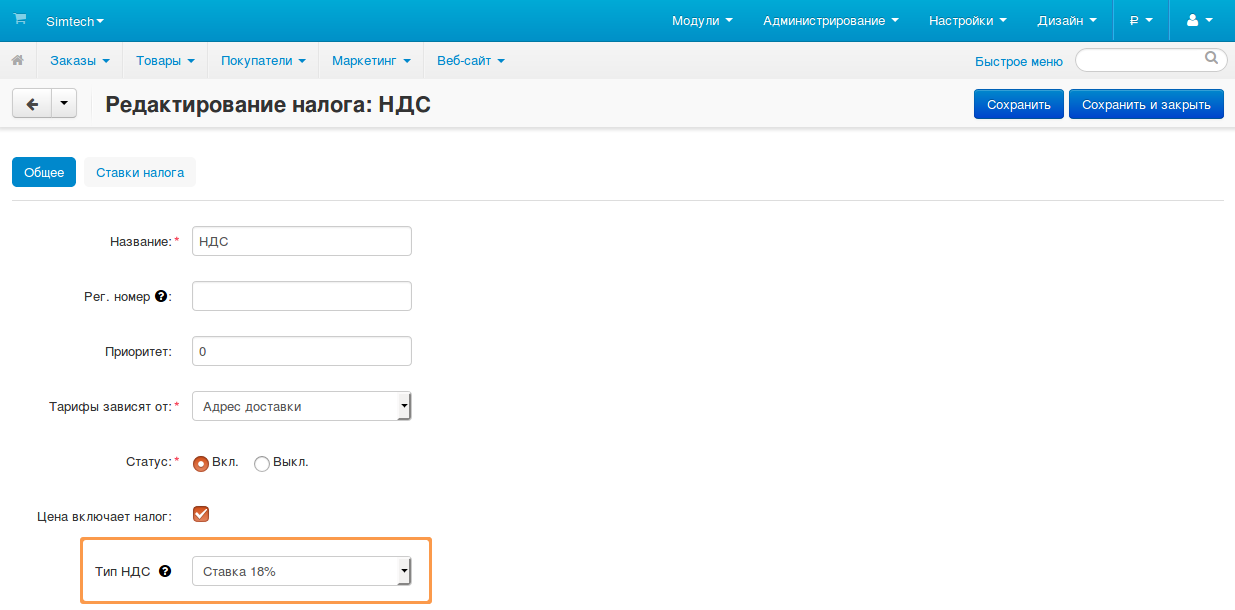 Simtech Модули Администрирование Настройки Дизайн ₽
Заказы Товары Покупатели Маркетинг Веб-сайт Быстрое меню
Редактирование налога: НДС Сохранить Сохранить и закрыть
Общее Ставки налога
Название:* НДС
Рег. номер ?:
Приоритет: 0
Тарифы зависят от:* Адрес доставки
Статус:* Вкл. Выкл.
Цена включает налог:
Тип НДС ? Ставка 18%